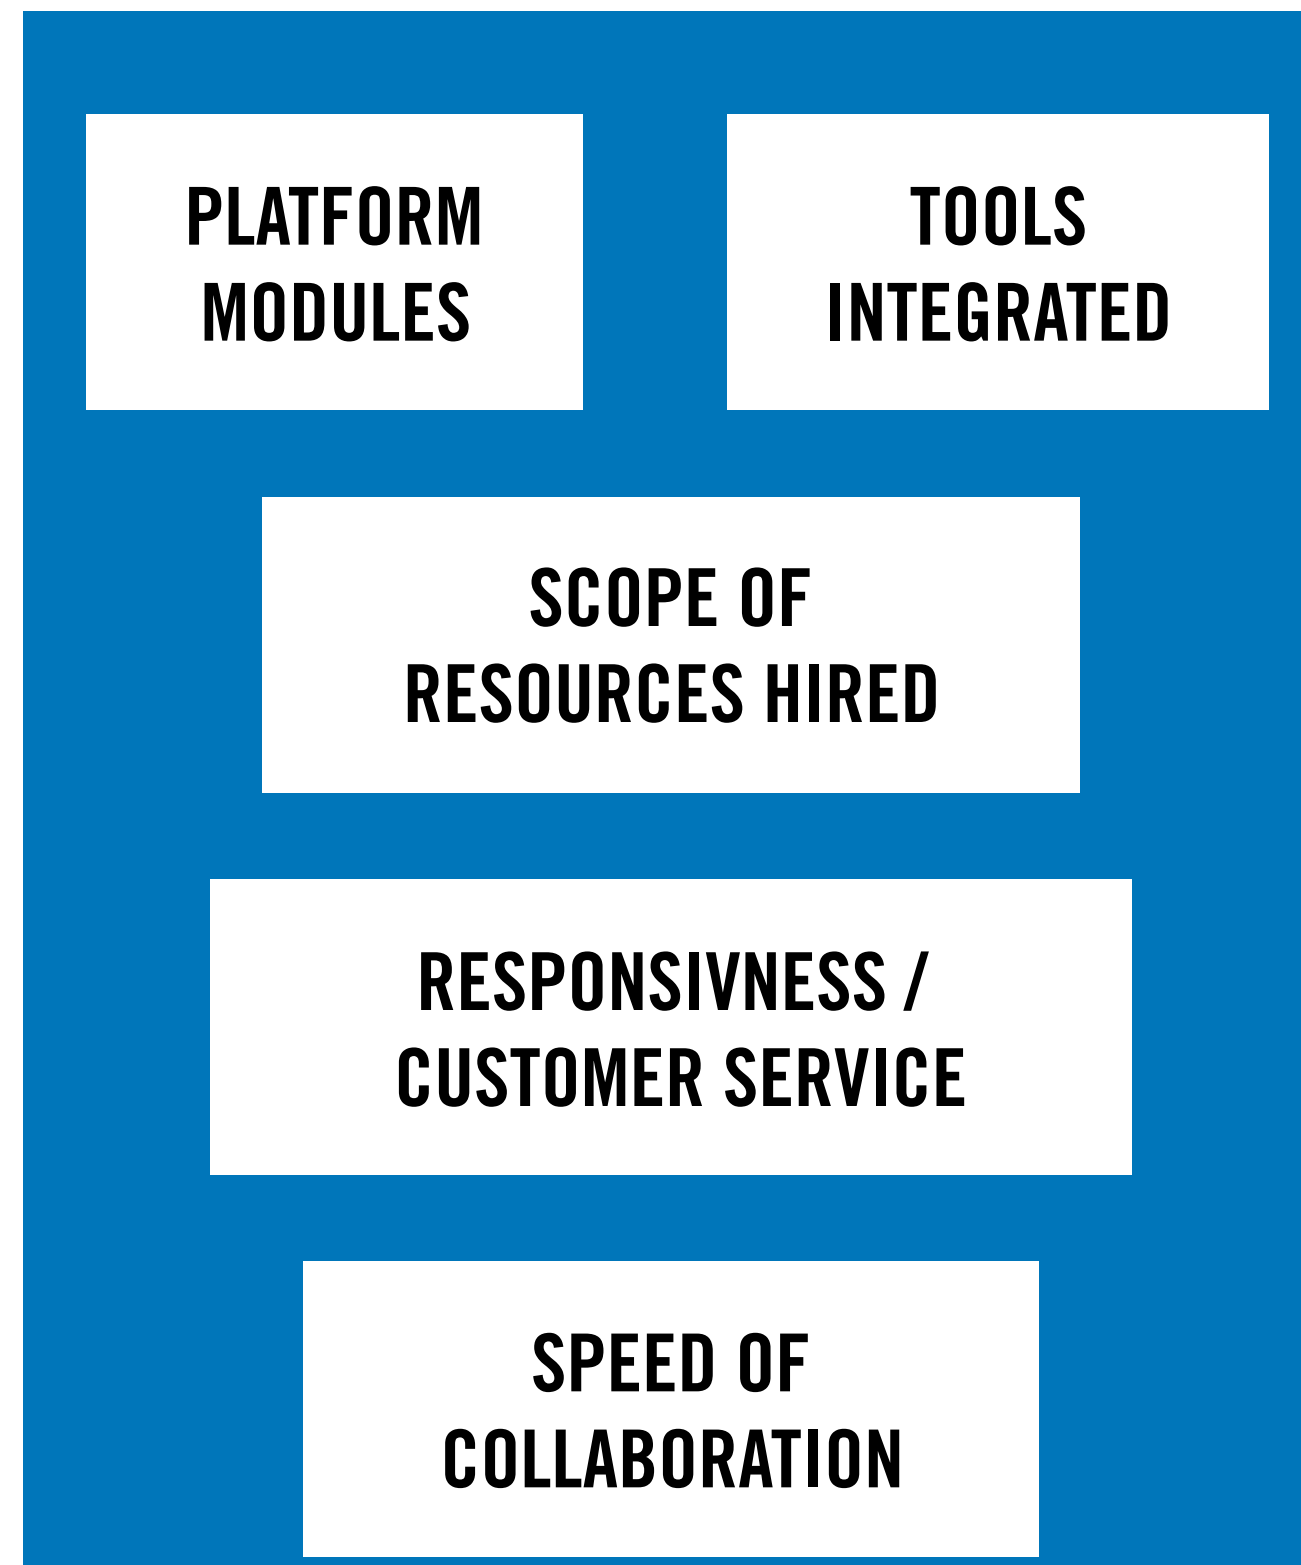 PLATFORM
MODULES
TOOLS
INTEGRATED
SCOPE OF
RESOURCES HIRED
RESPONSIVNESS /
CUSTOMER SERVICE
SPEED OF
COLLABORATION